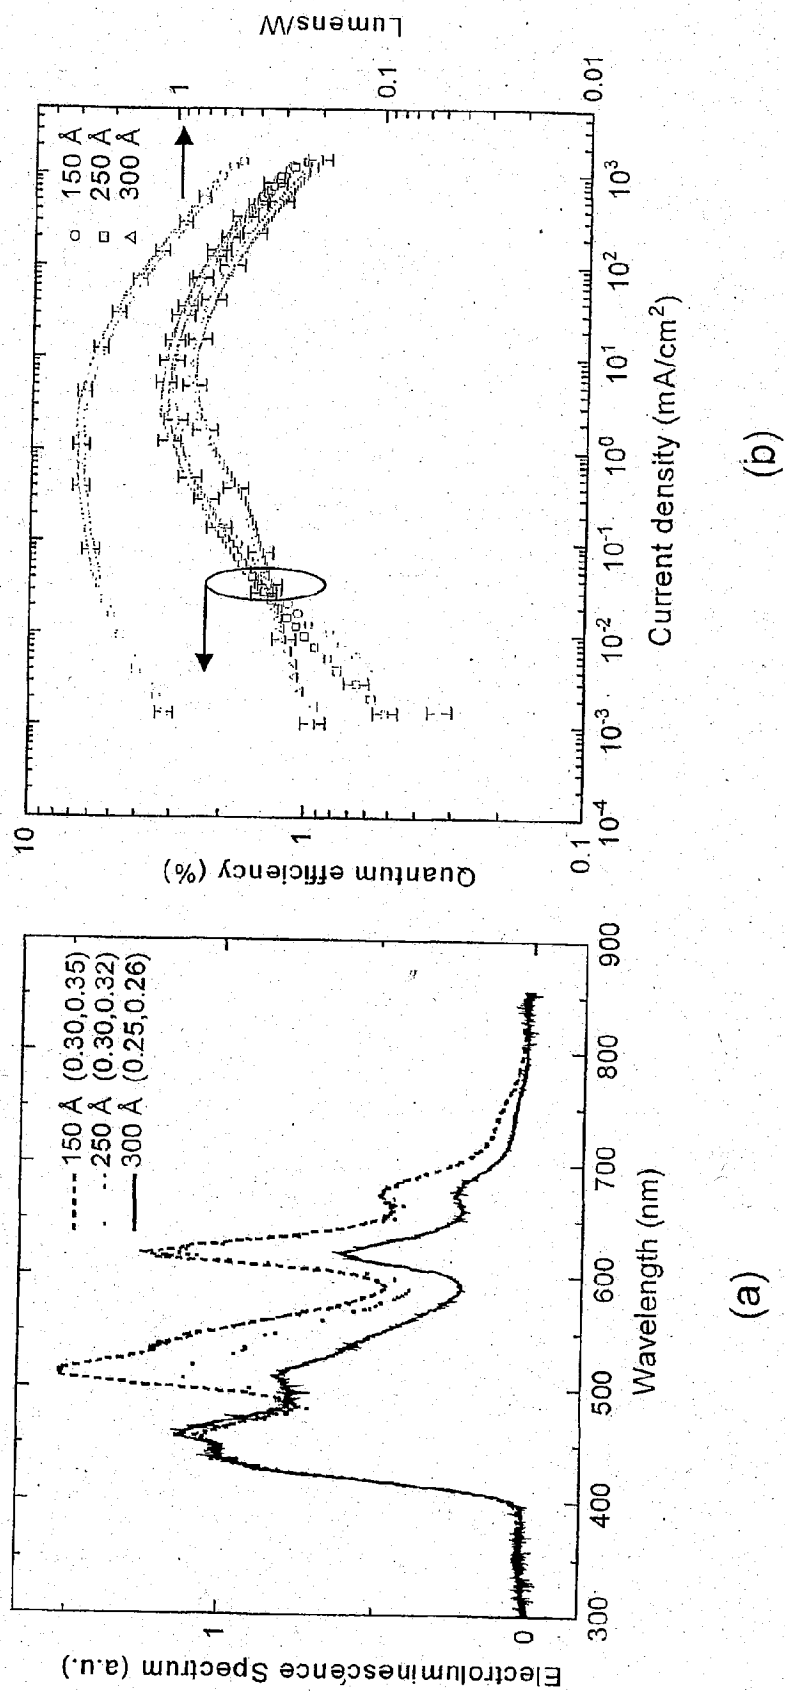 Electroluminescence Spectrum (a.u.)
1
0
150 Å (0.30,0.35)
250 Å (0.30,0.32)
300 Å (0.25,0.26)
300
400
500
600
700
800
900
Wavelength (nm)
(a)
Quantum efficiency (%)
10
1
0.1
150 Å
250 Å
300 Å
Lumens/W
1
0.1
0.01
10-4
10-3
10-2
10-1
100
101
102
103
Current density (mA/cm2)
(b)